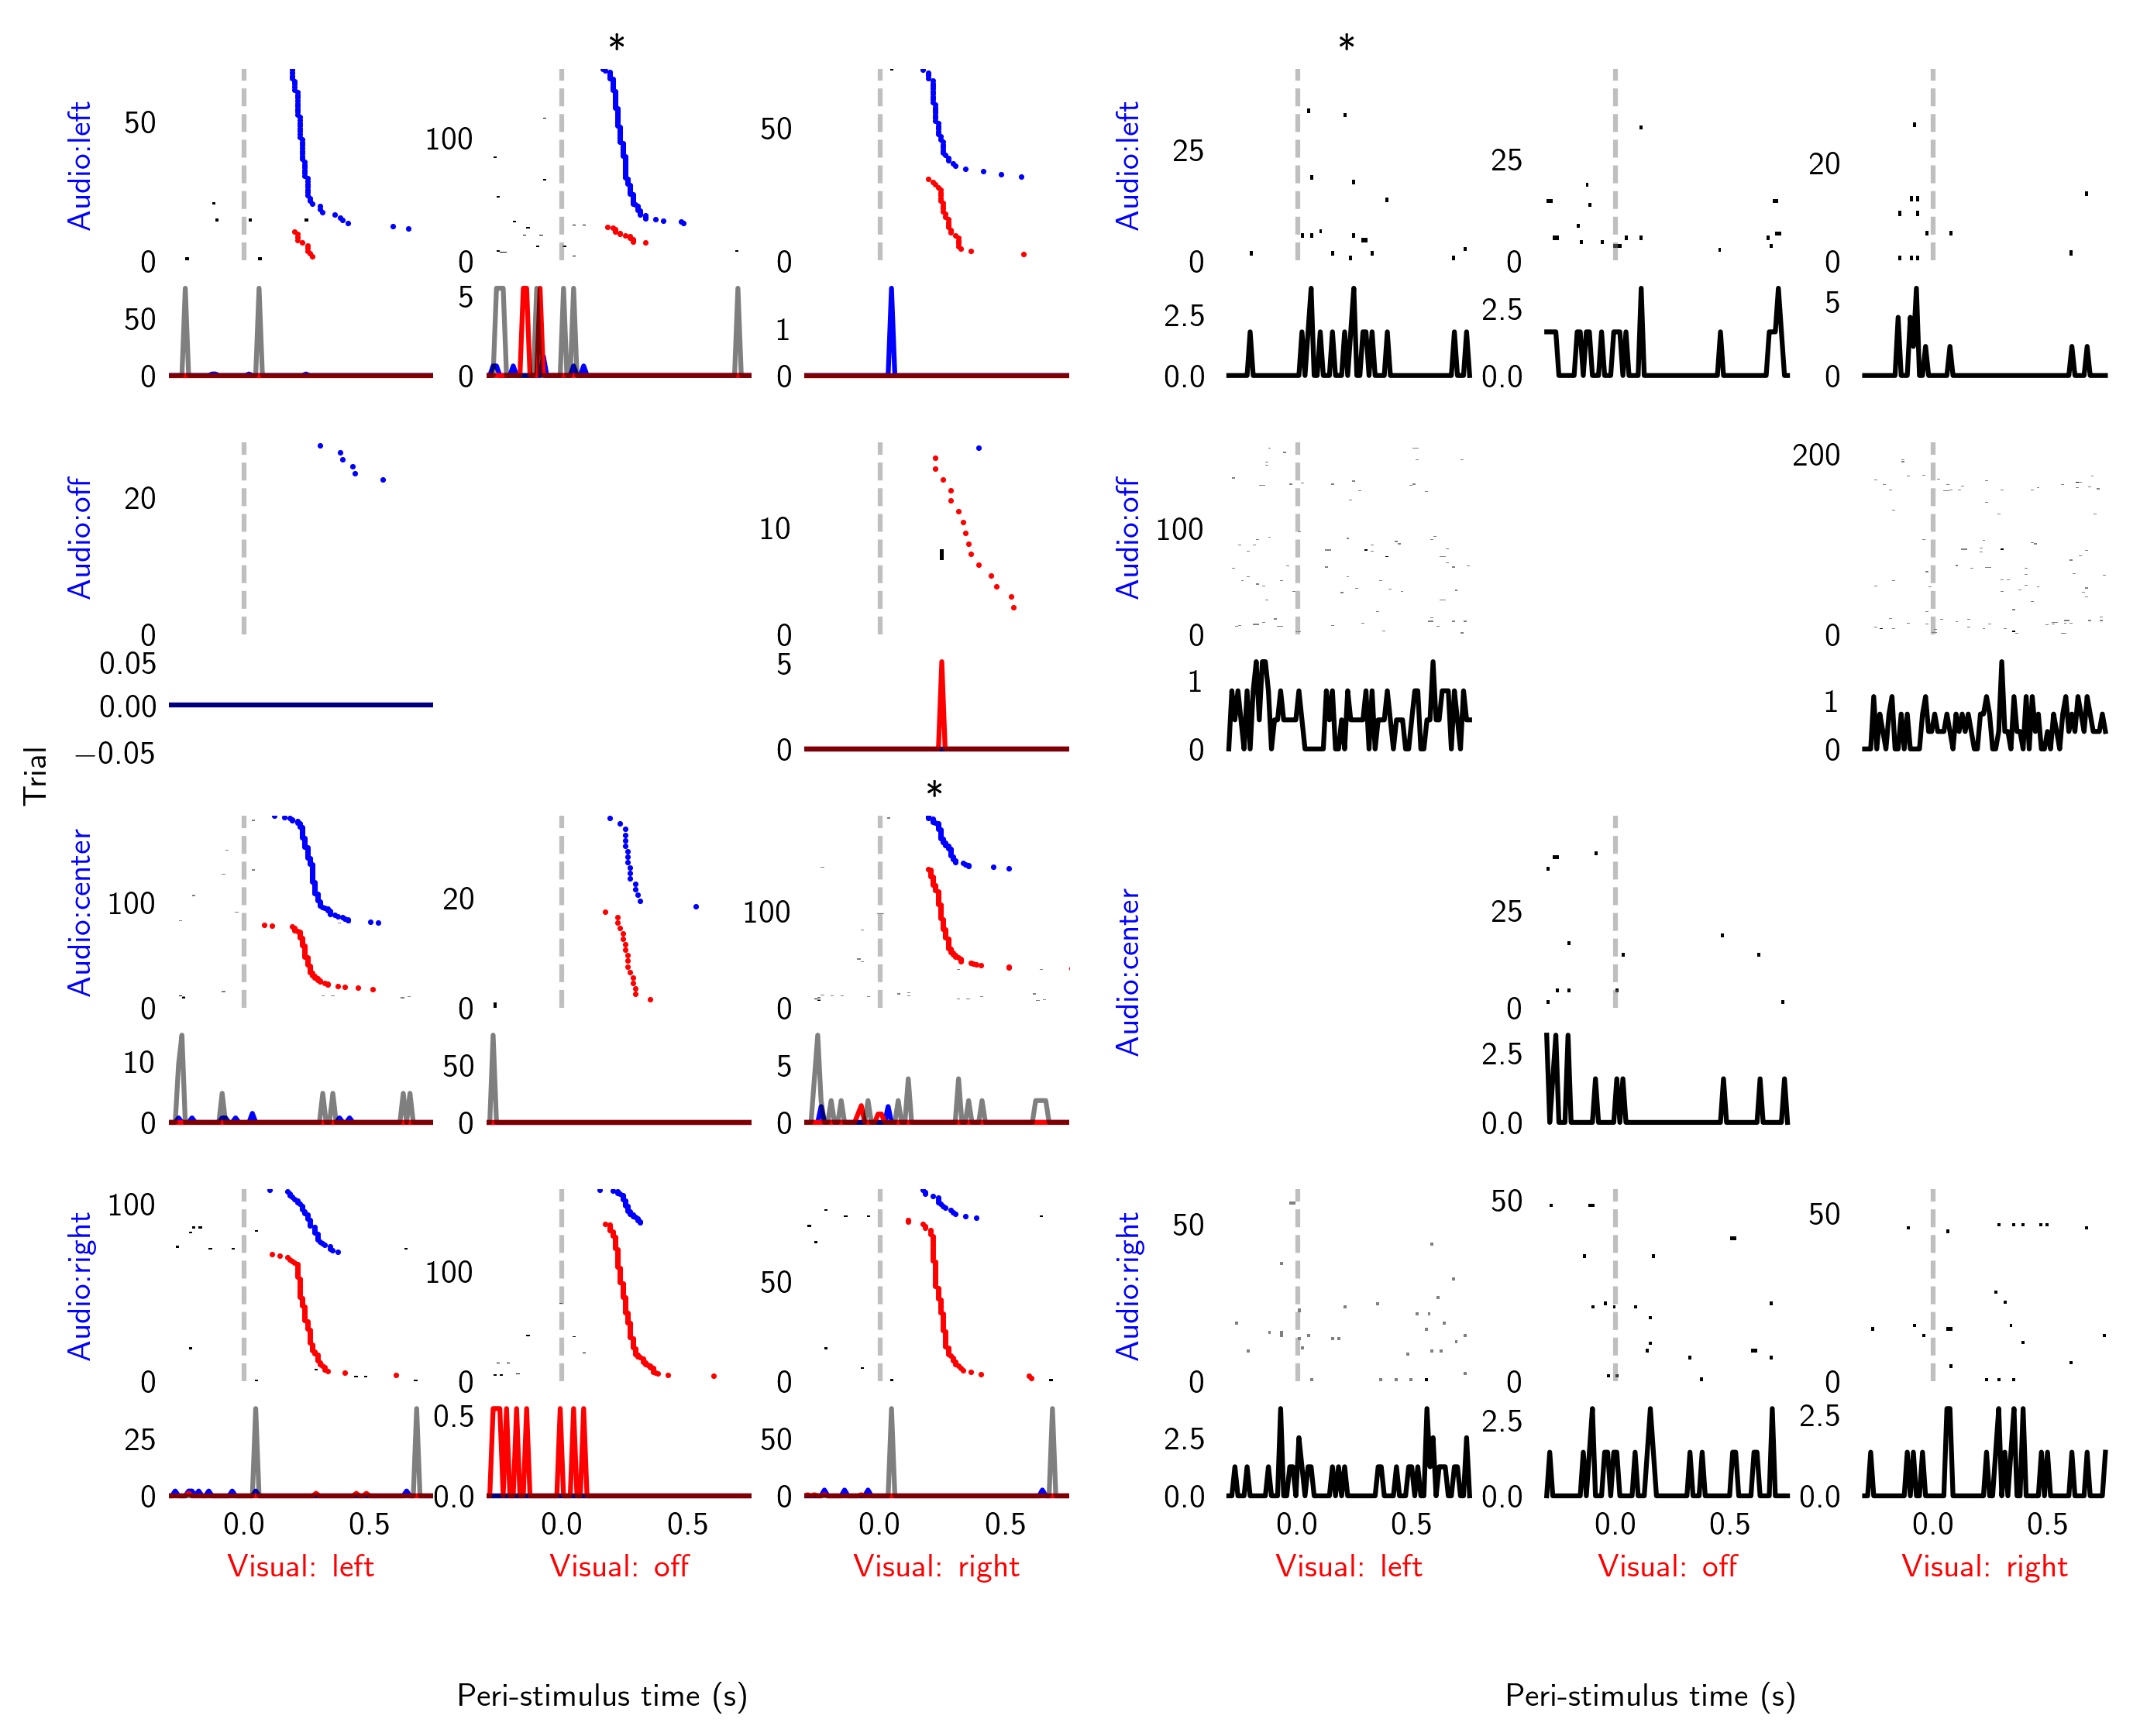 * *
Audio:left 50 0 100 0 50 0 Audio:left 25 0 25 0 20 0
50 0 5 0 1 0 2.5 0.0 2.5 0.0 5 0
Audio:off 20 0 10 0 Audio:off 100 0 200 0
0.05 0.00 −0.05 5 0 1 0 1 0
Trial
*
Audio:center 100 0 20 0 100 0 Audio:center 25 0
10 0 50 0 5 0 2.5 0.0
Audio:right 100 0 100 0 50 0 Audio:right 50 0 50 0 50 0
25 0 0.5 0.0 50 0 2.5 0.0 2.5 0.0 2.5 0.0
0.0 0.5 0.0 0.5 0.0 0.5 0.0 0.5 0.0 0.5 0.0 0.5
Visual: left Visual: off Visual: right Visual: left Visual: off Visual: right
Peri-stimulus time (s) Peri-stimulus time (s)